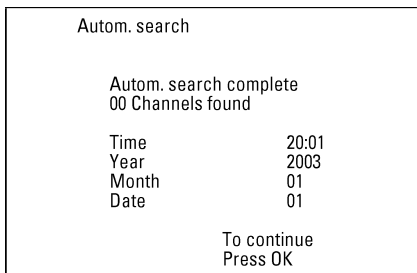 Autom. search
Autom. search complete
00 Channels found
Time 20:01
Year 2003
Month 01
Date 01
To continue
Press OK